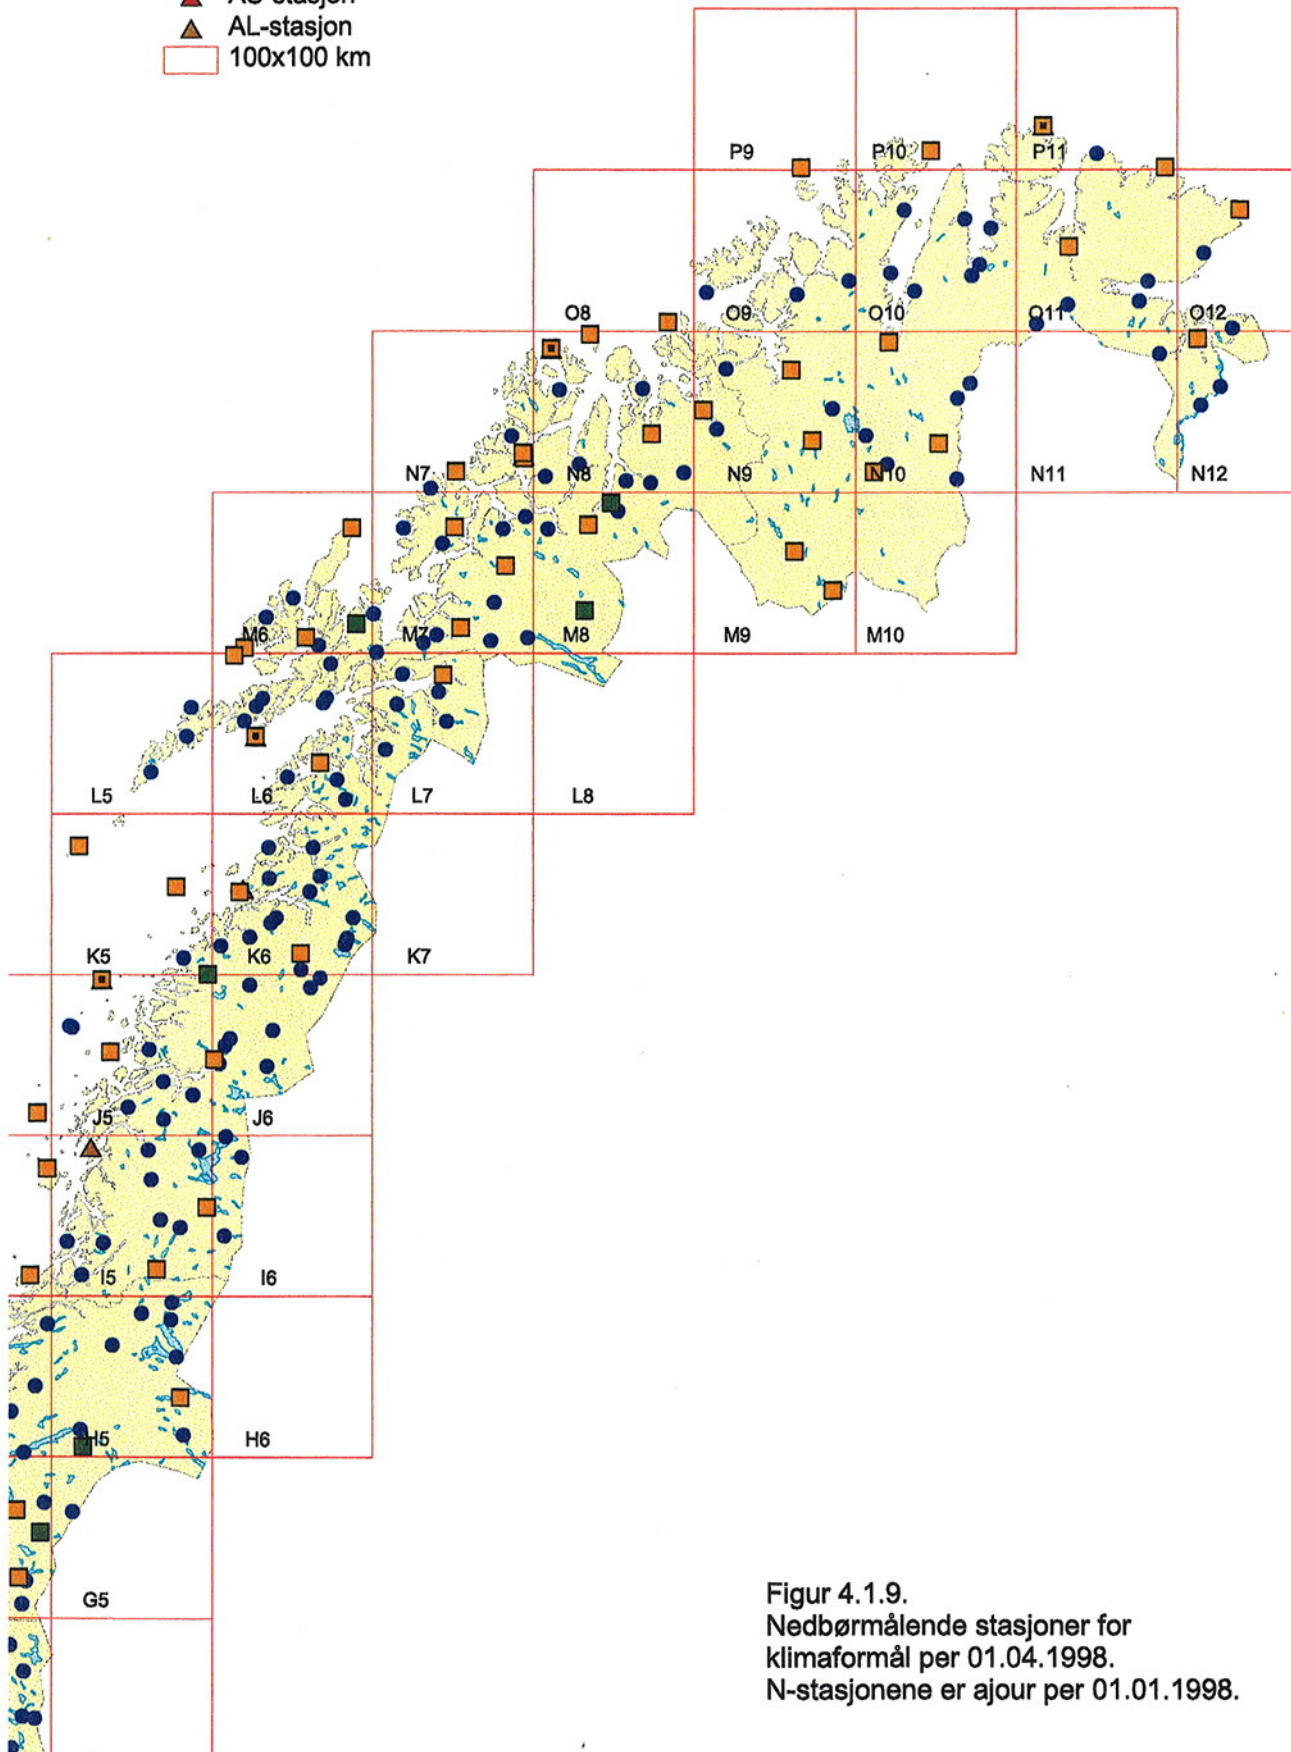 AL-stasjon
100x100 km
P9 P10 P11
O8 O9 O10 O11 O12
N7 N8 N9 N10 N11 N12
M6 M7 M8 M9 M10
L5 L6 L7 L8
K5 K6 K7
J5 J6
I5 I6
H5 H6
G5
Figur 4.1.9.
Nedbørmålende stasjoner for
klimaformål per 01.04.1998.
N-stasjonene er ajour per 01.01.1998.